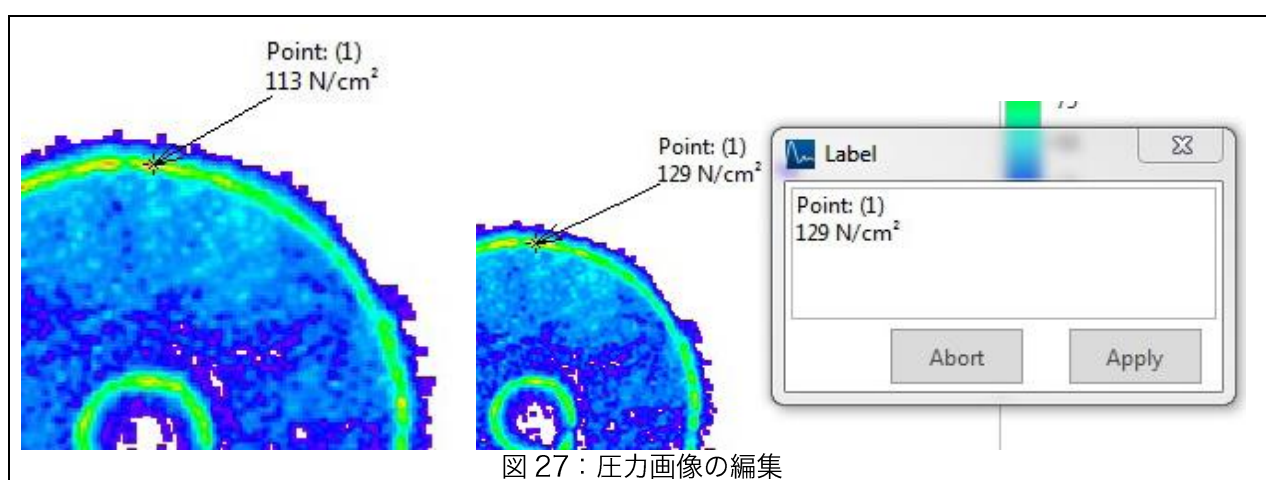 Point: (1)
113 N/cm²
Point: (1)
129 N/cm²
Label
Point: (1)
129 N/cm²
Abort
Apply
図 27：圧力画像の編集